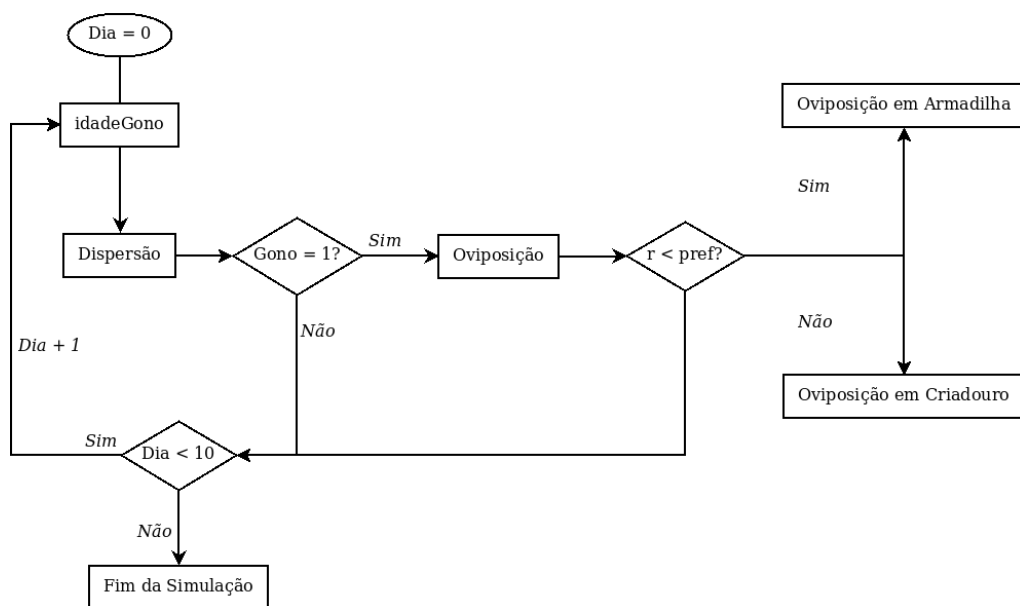 Dia = 0
idadeGono
Oviposição em Armadilha
Sim
Dispersão
Gono = 1?
Sim
Oviposição
r < pref?
Não
Não
Dia + 1
Oviposição em Criadouro
Sim
Dia < 10
Não
Fim da Simulação